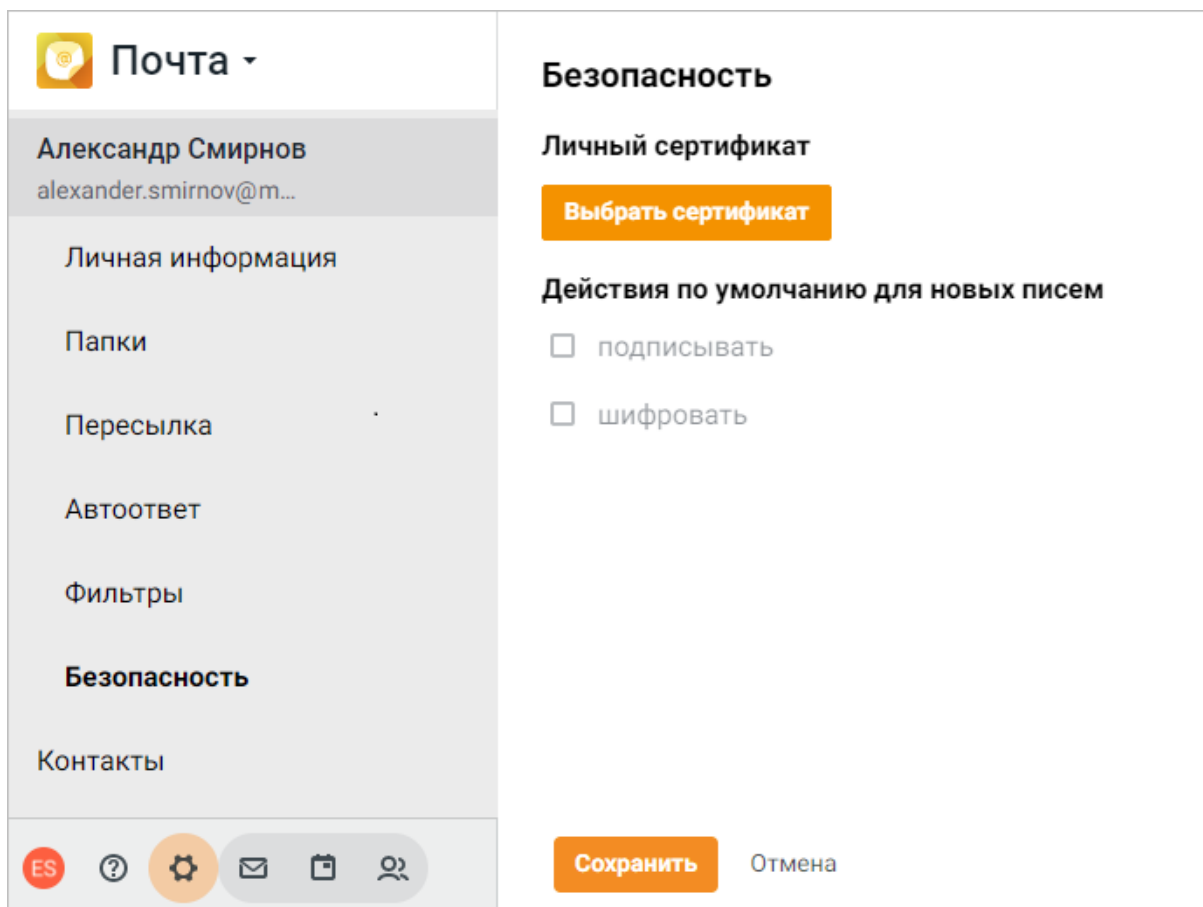 Почта
Александр Смирнов
alexander.smirnov@m...
Личная информация
Папки
Пересылка
Автоответ
Фильтры
Безопасность
Контакты
ES
Безопасность
Личный сертификат
Выбрать сертификат
Действия по умолчанию для новых писем
подписывать
шифровать
Сохранить Отмена